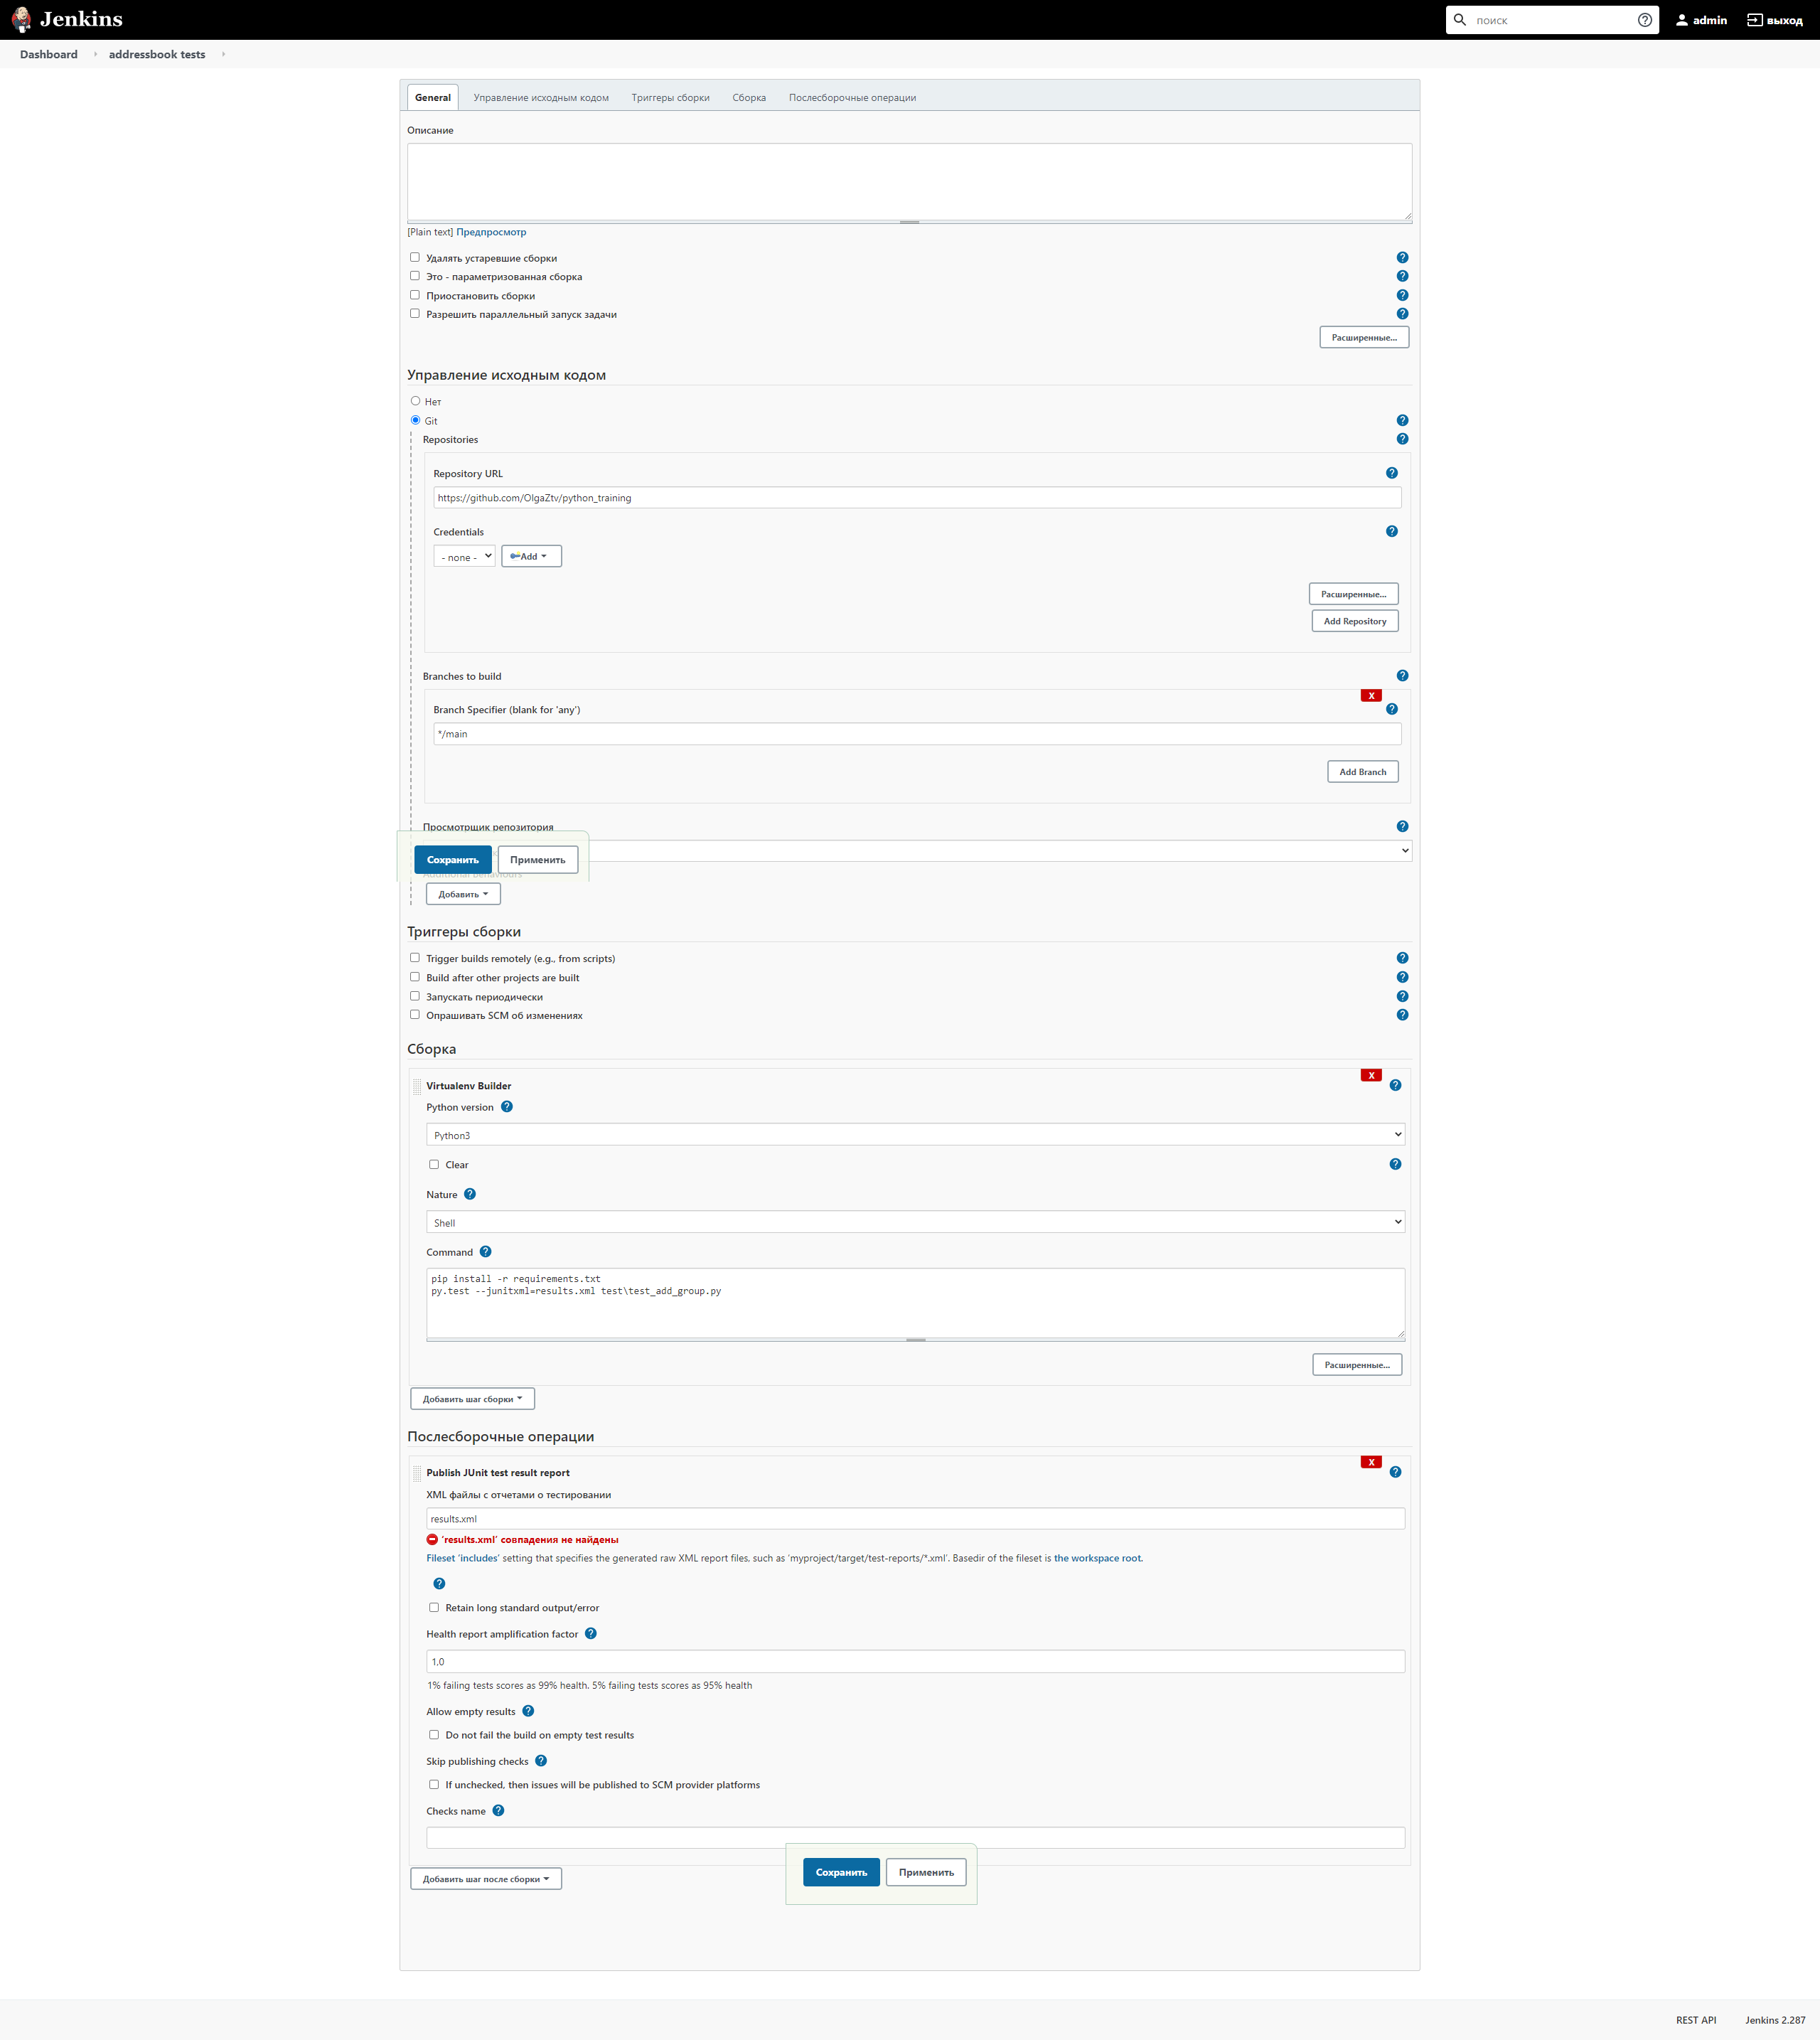 Jenkins
поиск
admin
выход
Dashboard
addressbook tests
General
Управление исходным кодом
Триггеры сборки
Сборка
Послесборочные операции
Описание
[Plain text] Предпросмотр
Удалять устаревшие сборки
Это - параметризованная сборка
Приостановить сборки
Разрешить параллельный запуск задачи
Расширенные...
Управление исходным кодом
Нет
Git
Repositories
Repository URL
https://github.com/OlgaZtv/python_training
Credentials
- none -
Add
Расширенные...
Add Repository
Branches to build
X
Branch Specifier (blank for 'any')
*/main
Add Branch
Просмотрщик репозитория
Сохранить
Применить
Additional behaviours
Добавить
Триггеры сборки
Trigger builds remotely (e.g., from scripts)
Build after other projects are built
Запускать периодически
Опрашивать SCM об изменениях
Сборка
X
Virtualenv Builder
Python version
Python3
Clear
Nature
Shell
Command
pip install -r requirements.txt
py.test --junitxml=results.xml test\test_add_group.py
Расширенные...
Добавить шаг сборки
Послесборочные операции
X
Publish JUnit test result report
XML файлы с отчетами о тестировании
results.xml
'results.xml' совпадения не найдены
Fileset 'includes' setting that specifies the generated raw XML report files, such as 'myproject/target/test-reports/*.xml'. Basedir of the fileset is the workspace root.
Retain long standard output/error
Health report amplification factor
1,0
1% failing tests scores as 99% health. 5% failing tests scores as 95% health
Allow empty results
Do not fail the build on empty test results
Skip publishing checks
If unchecked, then issues will be published to SCM provider platforms
Checks name
Сохранить
Применить
Добавить шаг после сборки
REST API
Jenkins 2.287